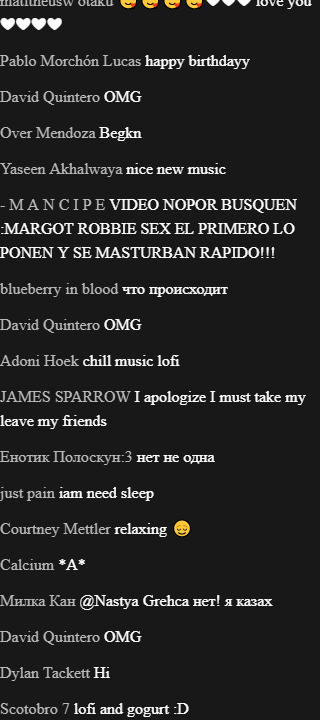 mattheusw otaku 😋 😋 😋 😋🤍🤍🤍 love you
🤍🤍🤍🤍
Pablo Morchón Lucas happy birthdayy
David Quintero OMG
Over Mendoza Begkn
Yaseen Akhalwaya nice new music
- M A N C I P E VIDEO NOPOR BUSQUEN
:MARGOT ROBBIE SEX EL PRIMERO LO
PONEN Y SE MASTURBAN RAPIDO!!!
blueberry in blood что происходит
David Quintero OMG
Adoni Hoek chill music lofi
JAMES SPARROW I apologize I must take my
leave my friends
Енотик Полоскун:3 нет не одна
just pain iam need sleep
Courtney Mettler relaxing 😌
Calcium *A*
Милка Кан @Nastya Grehca нет! я казах
David Quintero OMG
Dylan Tackett Hi
Scotobro 7 lofi and gogurt :D